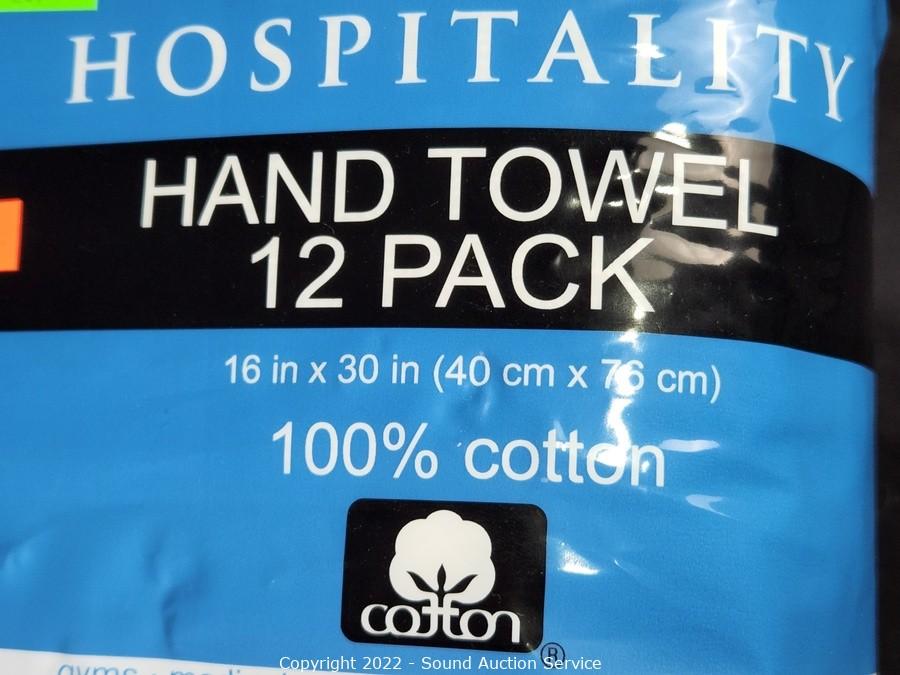 HOSPITALITY
HAND TOWEL
12 PACK
16 in x 30 in (40 cm x 76 cm)
100% cotton
cotton
®
Copyright 2022 - Sound Auction Service